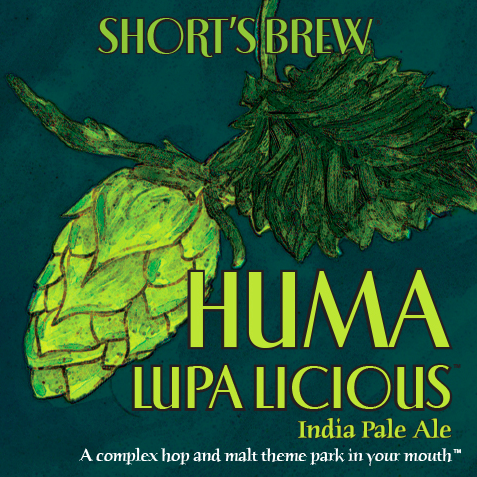 SHORT'S BREW
HUMA
LUPA LICIOUS™
India Pale Ale
A complex hop and malt theme park in your mouth™